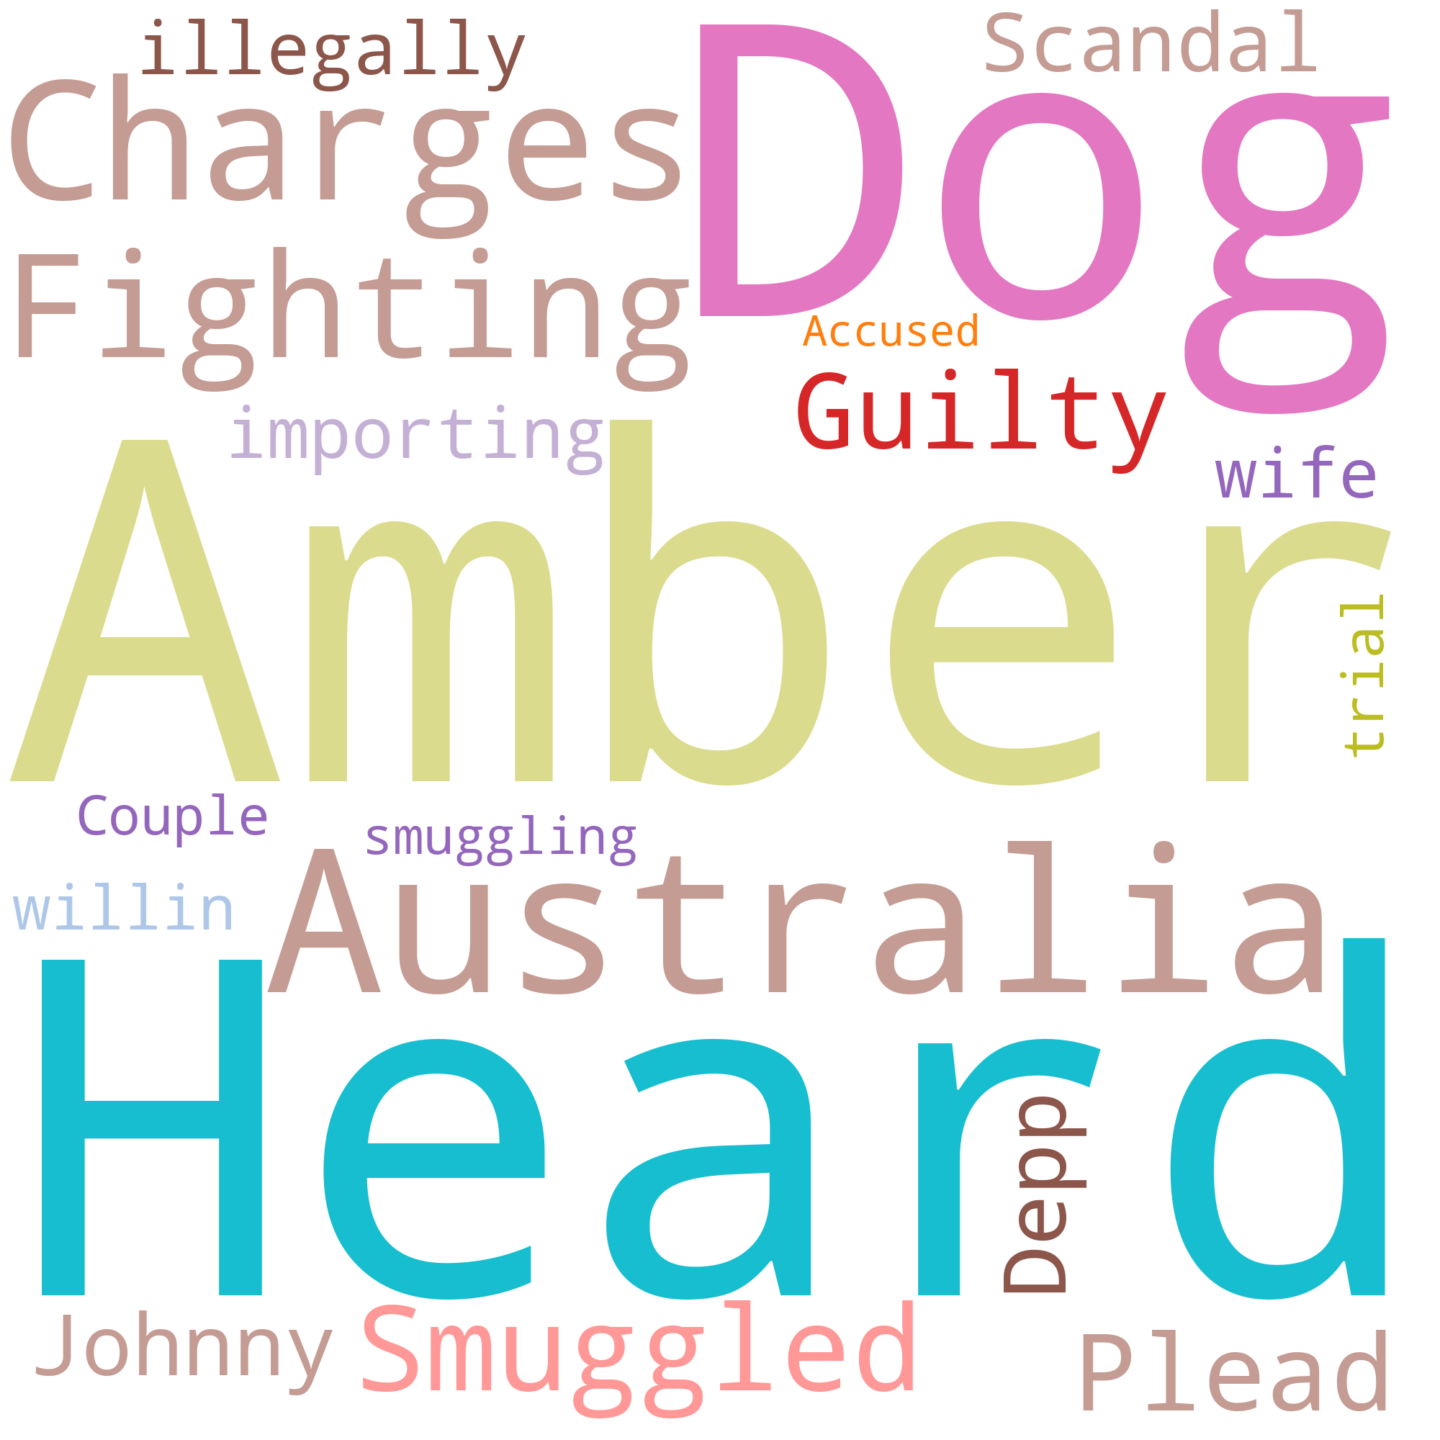 illegally
Scandal
Charges
Dog
Fighting
Accused
Guilty
importing
wife
Amber
trial
Couple
smuggling
Australia
willin
Heard
Depp
Johnny
Smuggled
Plead